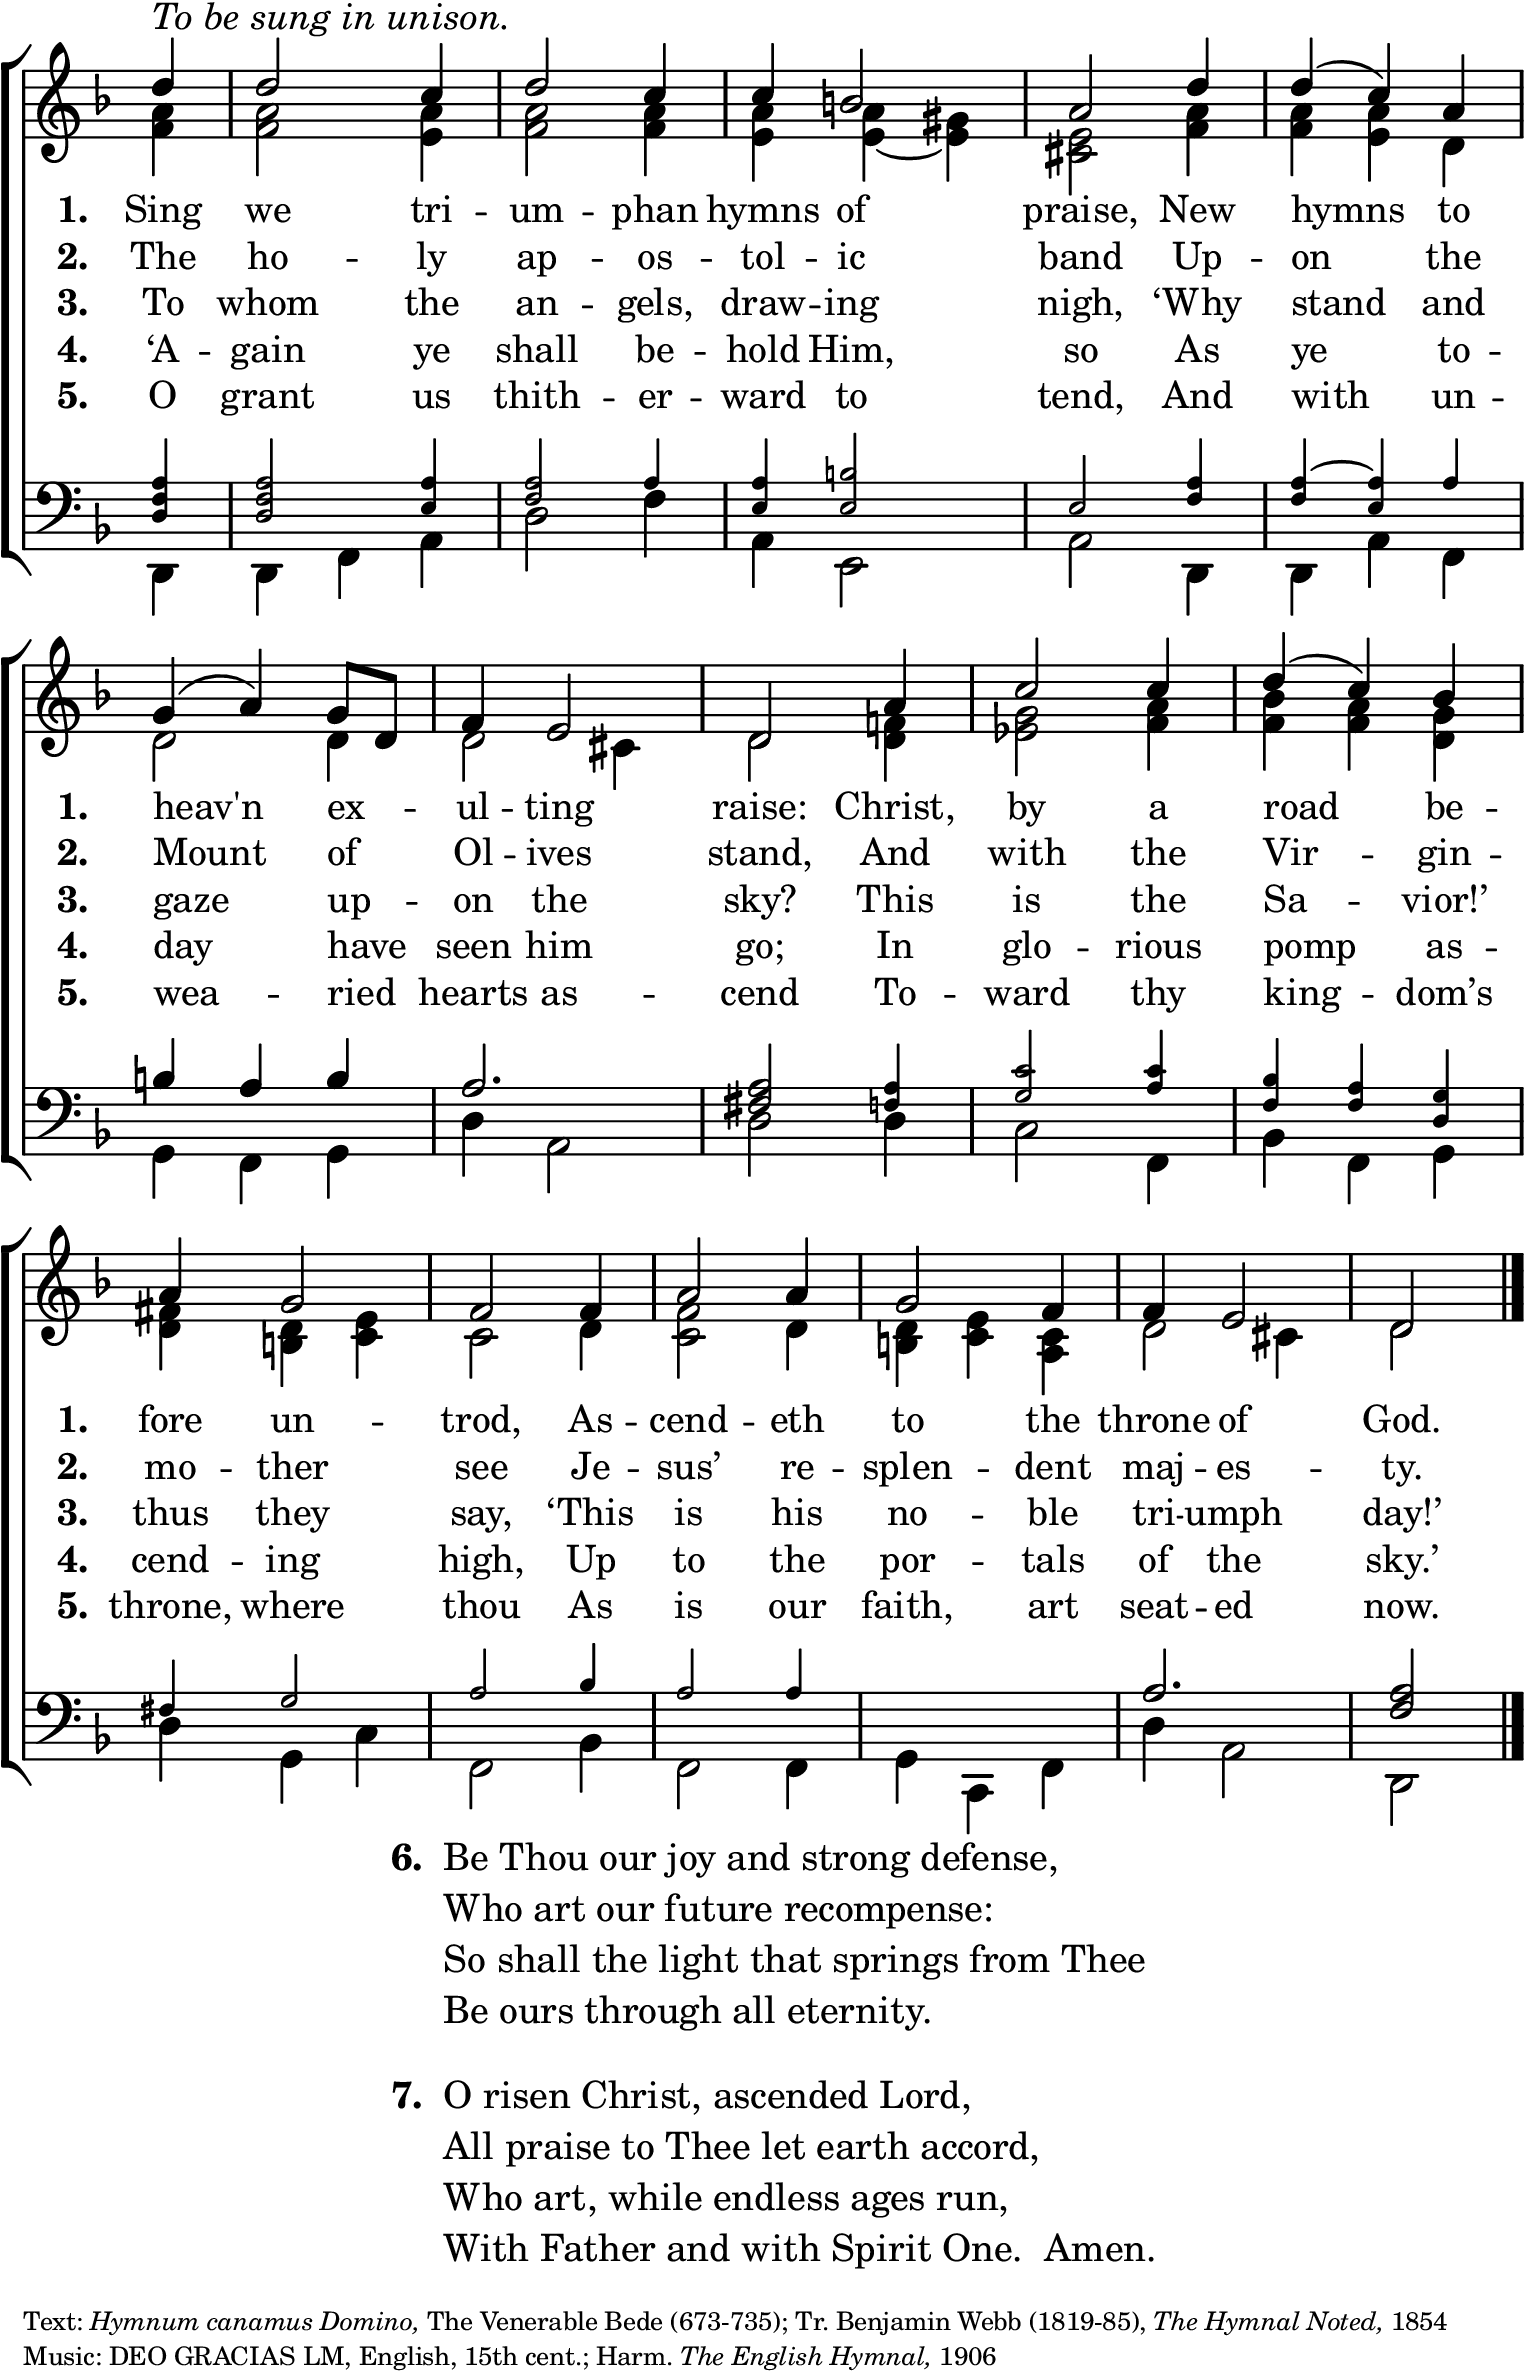 To be sung in unison.
1. Sing we tri -- um -- phan hymns of praise, New hymns to
2. The ho -- ly ap -- os -- tol -- ic band Up -- on the
3. To whom the an -- gels, draw -- ing nigh, ‘Why stand and
4. ‘A -- gain ye shall be -- hold Him, so As ye to --
5. O grant us thith -- er -- ward to tend, And with un --
1. heav'n ex -- ul -- ting raise: Christ, by a road be --
2. Mount of Ol -- ives stand, And with the Vir -- gin --
3. gaze up -- on the sky? This is the Sa -- vior!’
4. day have seen him go; In glo -- rious pomp as --
5. wea -- ried hearts as -- cend To -- ward thy king -- dom’s
1. fore un -- trod, As -- cend -- eth to the throne of God.
2. mo -- ther see Je -- sus’ re -- splen -- dent maj -- es -- ty.
3. thus they say, ‘This is his no -- ble tri -- umph day!’
4. cend -- ing high, Up to the por -- tals of the sky.’
5. throne, where thou As is our faith, art seat -- ed now.
6. Be Thou our joy and strong defense,
Who art our future recompense:
So shall the light that springs from Thee
Be ours through all eternity.
7. O risen Christ, ascended Lord,
All praise to Thee let earth accord,
Who art, while endless ages run,
With Father and with Spirit One. Amen.
Text: Hymnum canamus Domino, The Venerable Bede (673-735); Tr. Benjamin Webb (1819-85), The Hymnal Noted, 1854
Music: DEO GRACIAS LM, English, 15th cent.; Harm. The English Hymnal, 1906